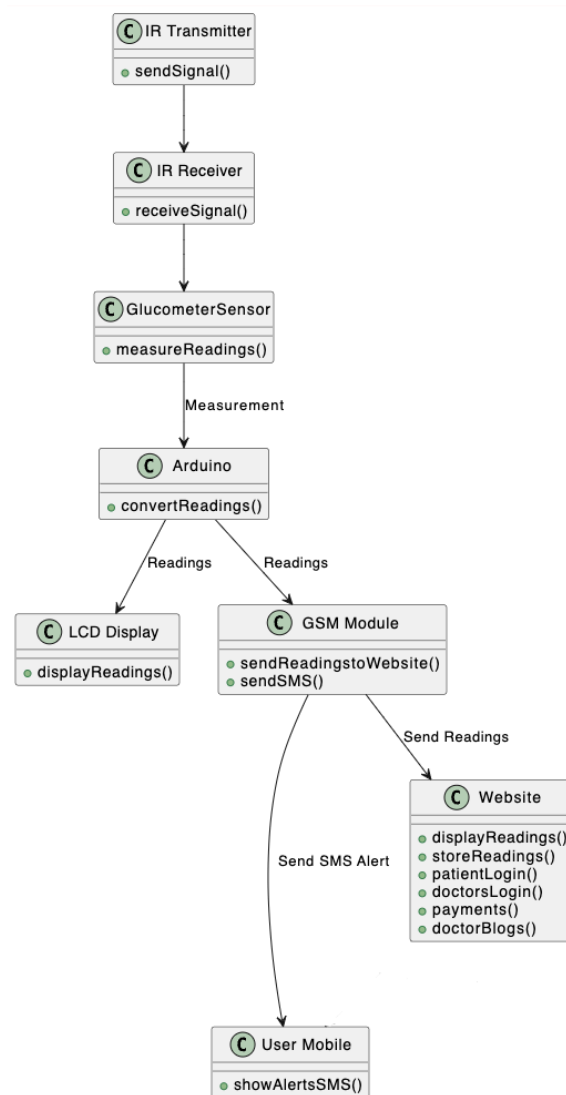 C IR Transmitter
sendSignal()
C IR Receiver
receiveSignal()
C GlucometerSensor
measureReadings()
Measurement
C Arduino
convertReadings()
Readings
Readings
C LCD Display
displayReadings()
C GSM Module
sendReadingstoWebsite()
sendSMS()
Send Readings
C Website
displayReadings()
storeReadings()
patientLogin()
doctorsLogin()
payments()
doctorBlogs()
Send SMS Alert
C User Mobile
showAlertsSMS()